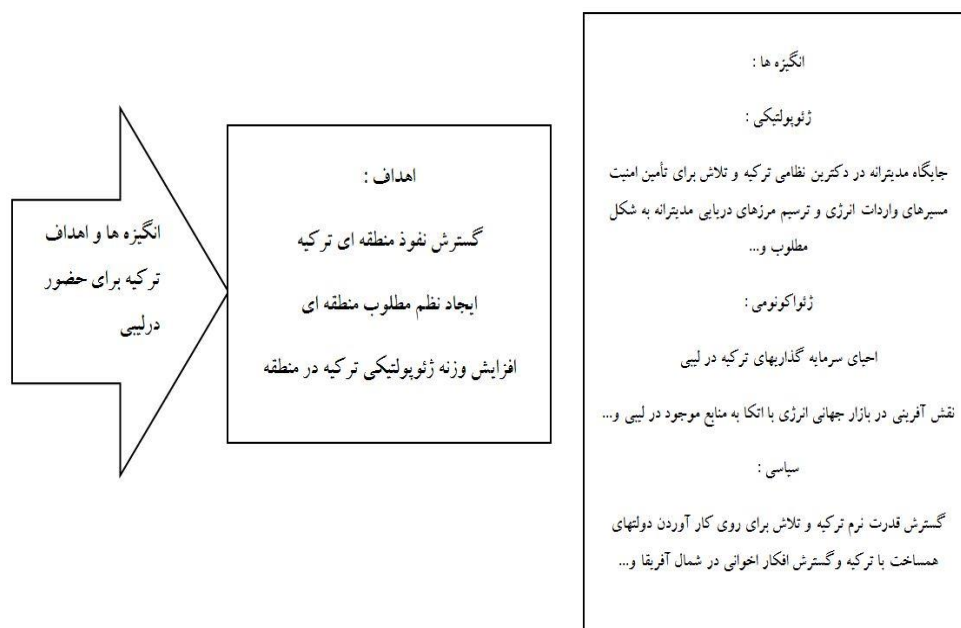 انگیزه ها :
ژئوپولتیکی :
جایگاه مدیترانه در دکترین نظامی ترکیه و تلاش برای تأمین امنیت
مسیرهای واردات انرژی و ترسیم مرزهای دریایی مدیترانه به شکل
مطلوب و...
ژئواکونومی :
احیای سرمایه گذاریهای ترکیه در لیبی
نقش آفرینی در بازار جهانی انرژی با اتکا به منابع موجود در لیبی و...
سیاسی :
گسترش قدرت نرم ترکیه و تلاش برای روی کار آوردن دولتهای
همساخت با ترکیه وگسترش افکار اخوانی در شمال آفریقا و...
اهداف :
گسترش نفوذ منطقه ای ترکیه
ایجاد نظم مطلوب منطقه ای
افزایش وزنه ژئوپولتیکی ترکیه در منطقه
انگیزه ها و اهداف
ترکیه برای حضور
درلیبی